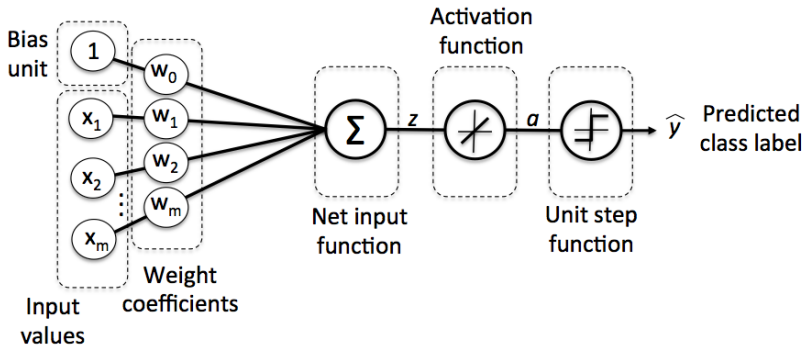 Bias
unit
1
x1
x2
⋮
xm
Input
values
w0
w1
w2
wm
Weight
coefficients
Σ
Net input
function
z
Activation
function
a
Unit step
function
ŷ
Predicted
class label